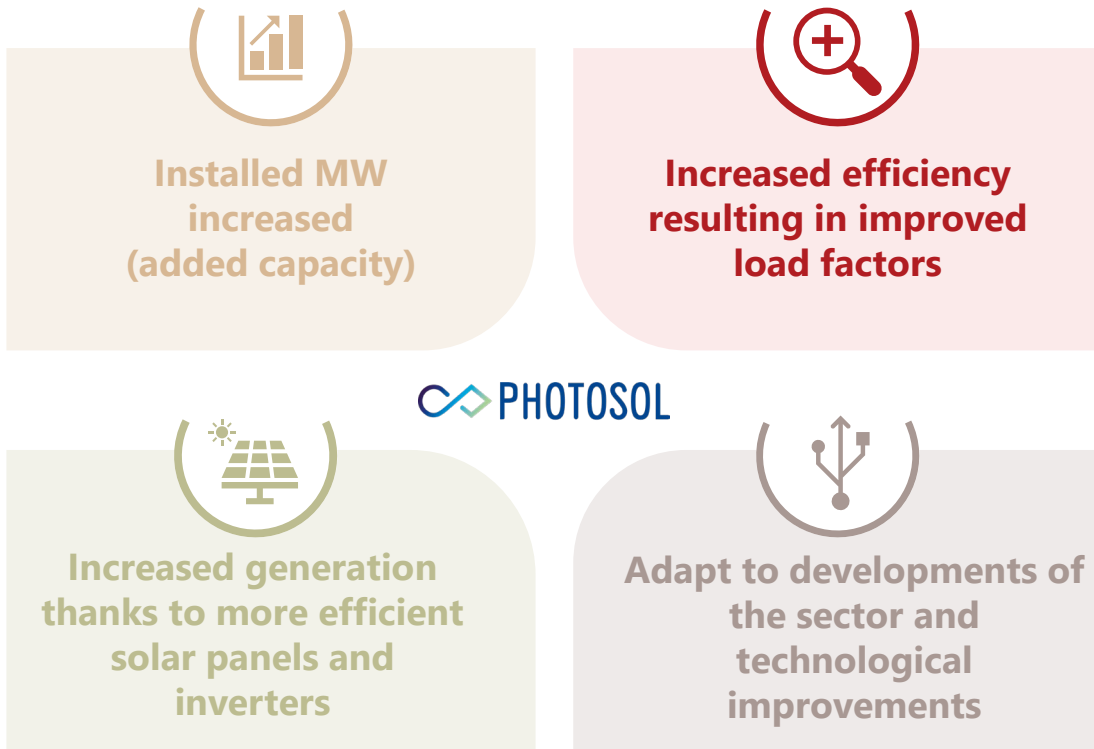 Installed MW
increased
(added capacity)
Increased efficiency
resulting in improved
load factors
PHOTOSOL
Increased generation
thanks to more efficient
solar panels and
inverters
Adapt to developments of
the sector and
technological
improvements